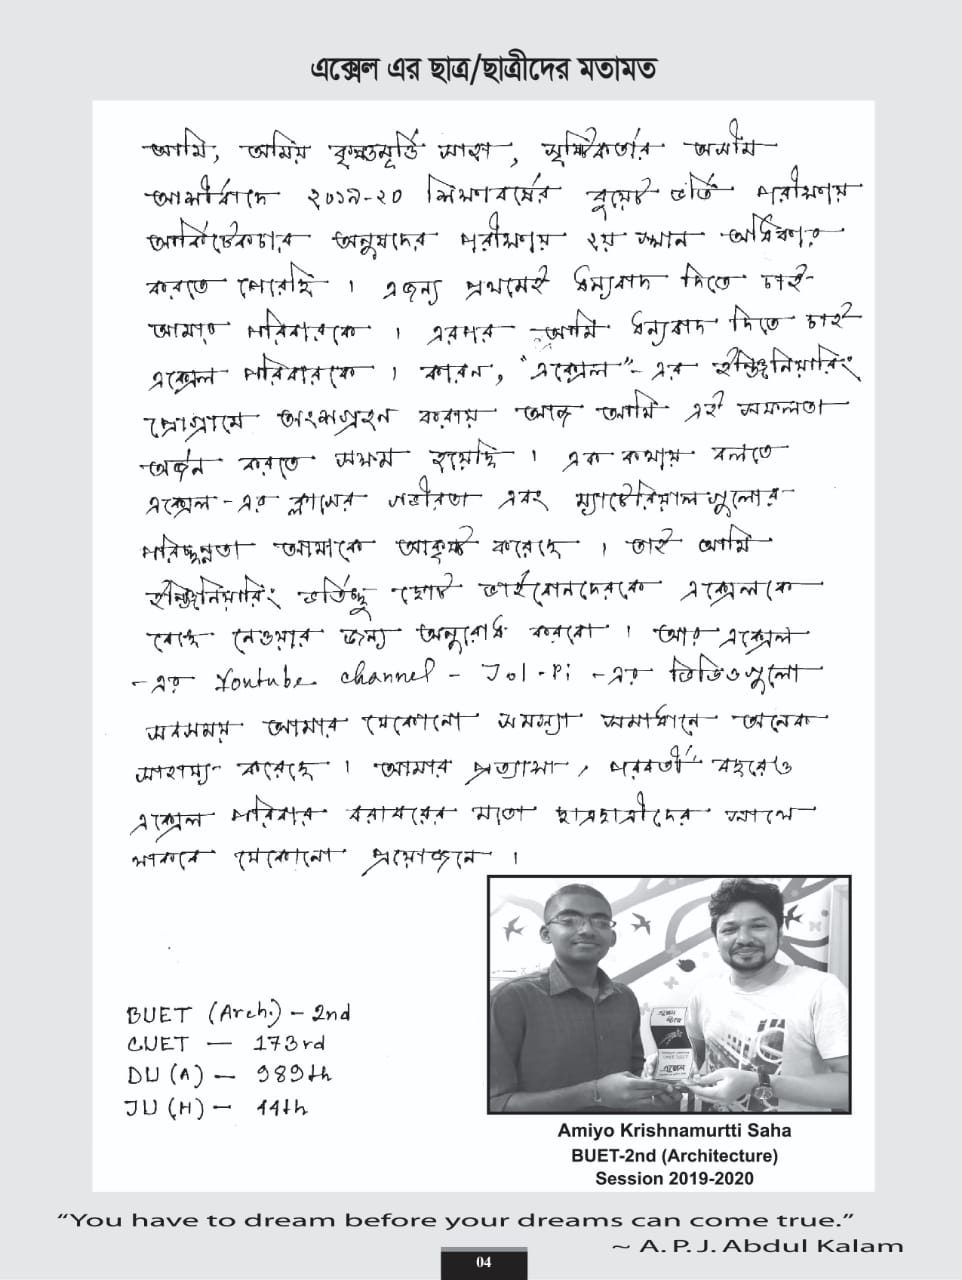 এক্সেল এর ছাত্র/ছাত্রীদের মতামত
আমি, অমিয় কৃষ্ণমূর্ত্তি সাহা, সৃষ্টিকর্তার অসীম
আশীর্বাদে ২০১৯-২০ শিক্ষাবর্ষের বুয়েট ভর্তি পরীক্ষায়
আর্কিটেকচার অনুষদের পরীক্ষায় ২য় স্থান অধিকার
করতে পেরেছি । এজন্য প্রথমেই ধন্যবাদ দিতে চাই
আমার পরিবারকে । এরপর আমি ধন্যবাদ দিতে চাই
এক্সেল পরিবারকে । কারন, "এক্সেল"-এর ইঞ্জিনিয়ারিং
প্রোগ্রামে অংশগ্রহন করায় আজ আমি এই সফলতা
অর্জন করতে সক্ষম হয়েছি । এক কথায় বলতে
এক্সেল-এর ক্লাসের গভীরতা এবং ম্যাটেরিয়ালগুলোর
পরিচ্ছন্নতা আমাকে আকৃষ্ট করেছে । তাই আমি
ইঞ্জিনিয়ারিং ভর্তিচ্ছু ছোট ভাইবোনদেরকে এক্সেলকে
বেছে নেওয়ার জন্য অনুরোধ করবো । আর এক্সেল
-এর Youtube channel - Jol-Pi -এর ভিডিওগুলো
সবসময় আমার যেকোনো সমস্যা সমাধানে অনেক
সাহায্য করেছে । আমার প্রত্যাশা, পরবর্তী বছরেও
এক্সেল পরিবার বরাবরের মতো ছাত্রছাত্রীদের পাশে
থাকবে যেকোনো প্রয়োজনে ।
BUET (Arch.) - 2nd
CUET - 173rd
DU (A) - 989th
JU (H) - 44th
এক্সেল
Amiyo Krishnamurtti Saha
BUET-2nd (Architecture)
Session 2019-2020
“You have to dream before your dreams can come true.”
~ A. P. J. Abdul Kalam
04